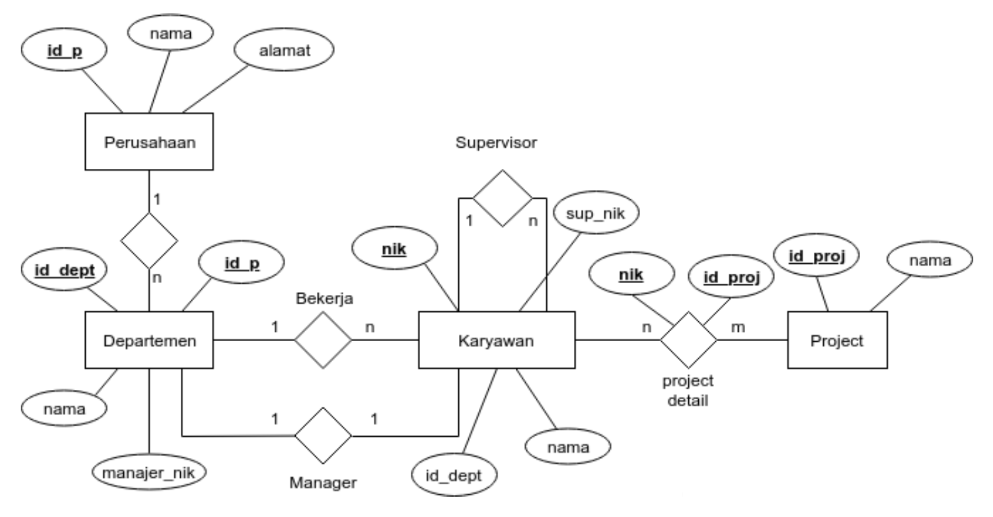 id_p
nama
alamat
Perusahaan
1
n
id_dept
id_p
Departemen
nama
manajer_nik
Bekerja
1
n
1
1
Manager
Supervisor
1
n
sup_nik
nik
Karyawan
id_dept
nama
nik
id_proj
n
m
project
detail
id_proj
nama
Project